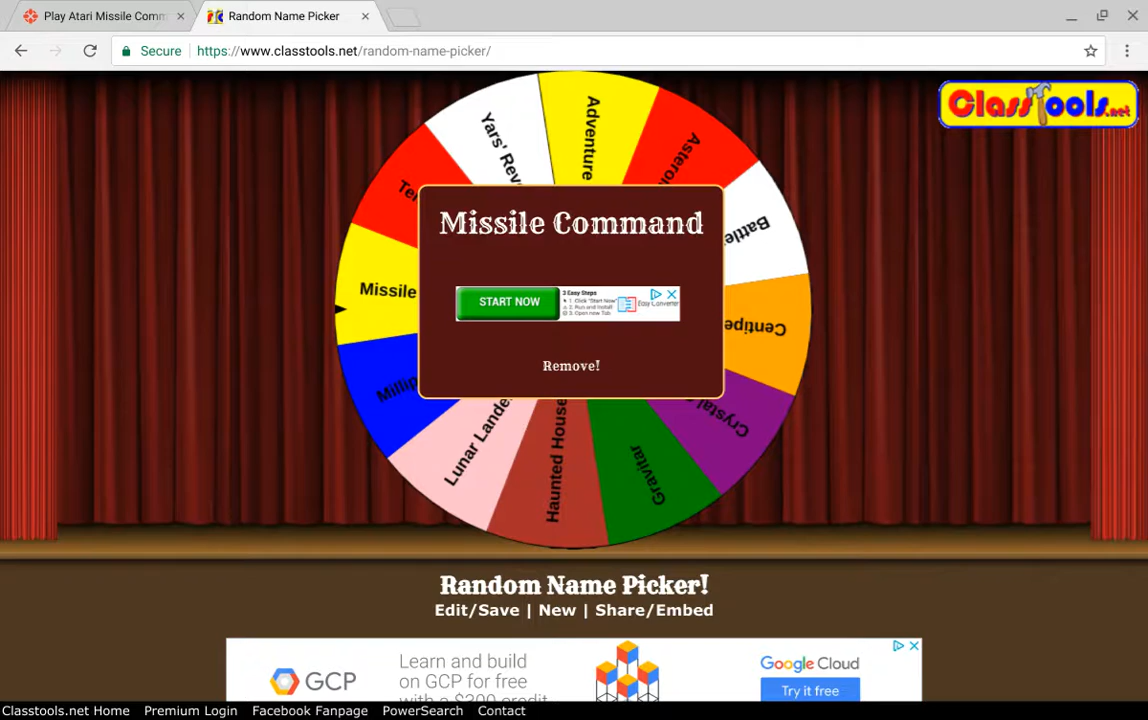 Play Atari Missile Comm
Random Name Picker
Secure
https://www.classtools.net/random-name-picker/
ClassTools.net
Yars' Rev
Adventure
Asteroi
Battle
Centipe
Crystal
Gravitar
Haunted House
Lunar Lande
Millip
Missile
Te
Missile Command
START NOW
3 Easy Steps
1. Click "Start Now"
2. Run and Install
3. Open new Tab
Easy Converter
Remove!
Random Name Picker!
Edit/Save | New | Share/Embed
GCP
Learn and build
on GCP for free
with a $300 credit
Google Cloud
Try it free
Classtools.net Home Premium Login Facebook Fanpage PowerSearch Contact